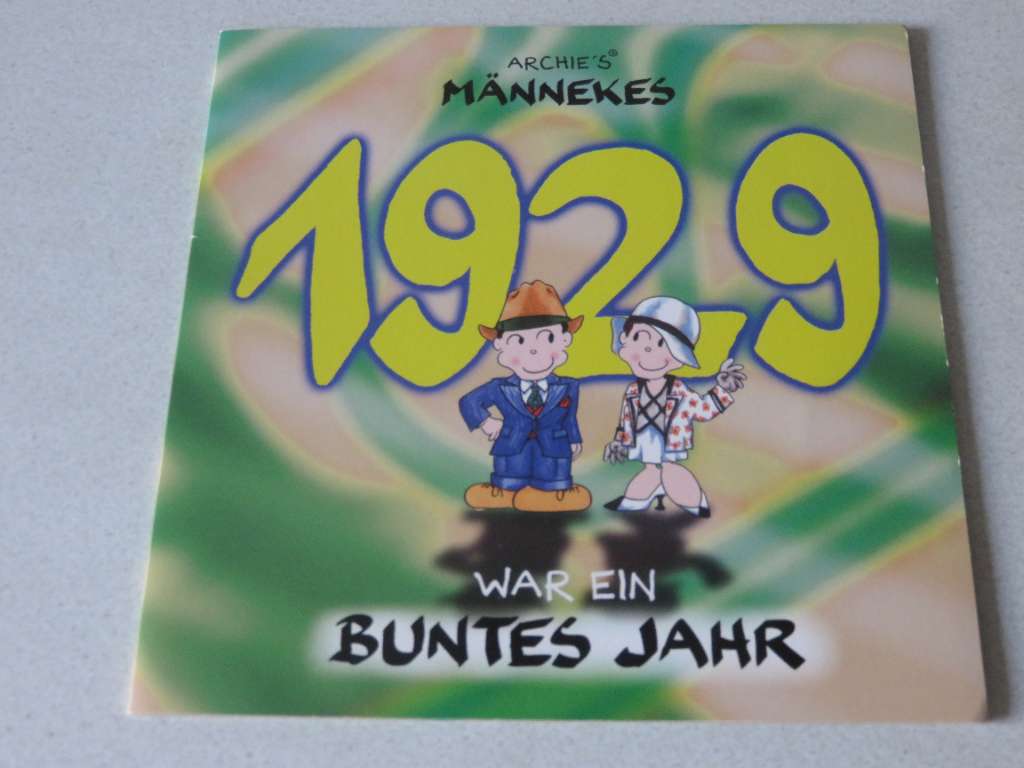 ARCHIE'S®
MÄNNEKES
1929
WAR EIN
BUNTES JAHR